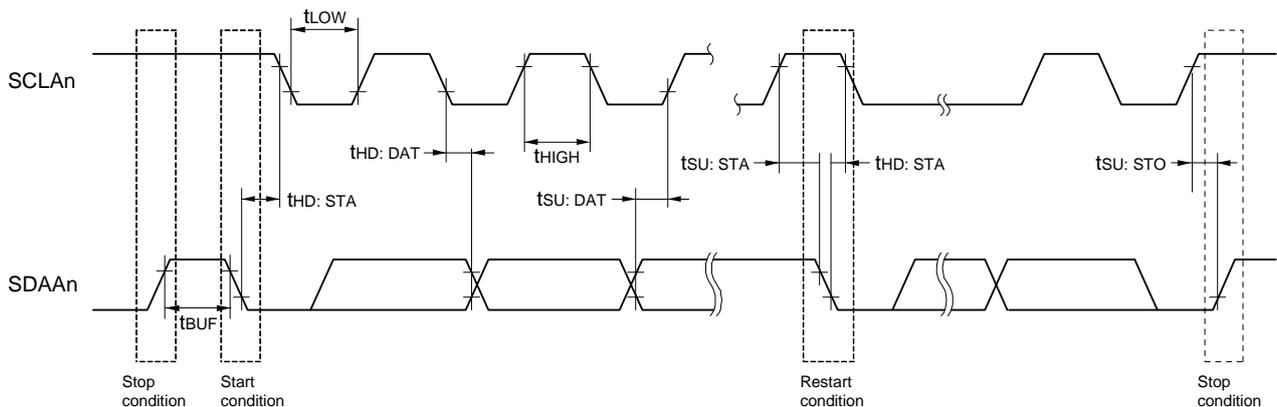 tLOW
SCLAn
tHD: DAT
tHIGH
tSU: STA
tHD: STA
tSU: STO
tHD: STA
tSU: DAT
SDAAn
tBUF
Stop
condition
Start
condition
Restart
condition
Stop
condition